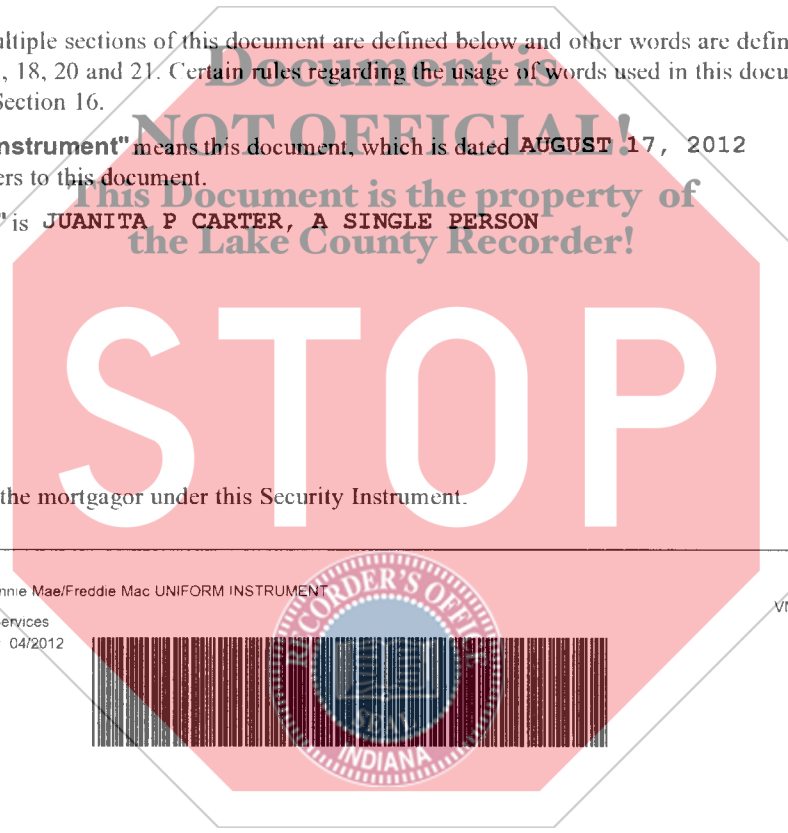 ultiple sections of this document are defined below and other words are defin
, 18, 20 and 21. Certain rules regarding the usage of words used in this docu
Section 16.
Document is
NOT OFFICIAL!
This Document is the property of
the Lake County Recorder!
nstrument" means this document, which is dated AUGUST 17, 2012
ers to this document.
" is JUANITA P CARTER, A SINGLE PERSON
STOP
the mortgagor under this Security Instrument.
nnie Mae/Freddie Mac UNIFORM INSTRUMENT
ervices
04/2012
VM
RECORDER'S OFFICE
SEAL
INDIANA